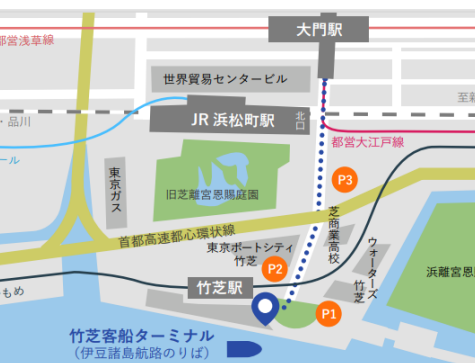 大門駅
都営浅草線
世界貿易センタービル
至新
・品川
JR 浜松町駅
北口
都営大江戸線
ール
東京ガス
旧芝離宮恩賜庭園
P3
芝商業高校
首都高速都心環状線
東京ポートシティ
竹芝
ウォーターズ
竹芝
浜離宮恩
P2
竹芝駅
かもめ
P1
竹芝客船ターミナル
（伊豆諸島航路のりば）